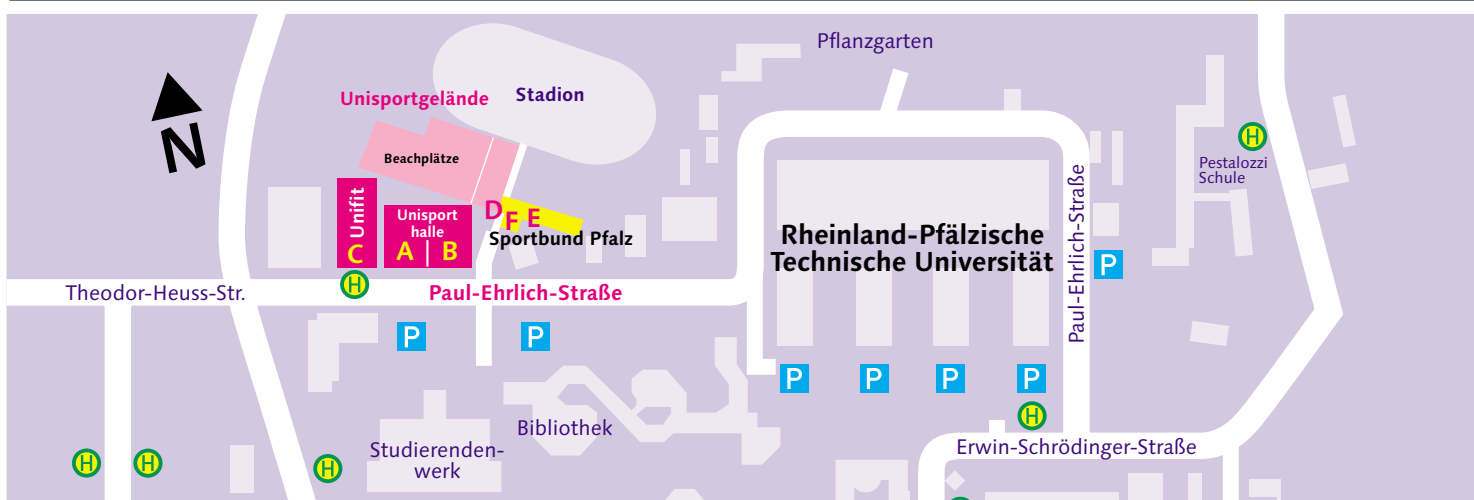 Pflanzgarten
Unisportgelände
Stadion
N
Beachplätze
H
Pestalozzi
Schule
Unifit
C
Unisport
halle
A | B
D
F
E
Sportbund Pfalz
Rheinland-Pfälzische
Technische Universität
Paul-Ehrlich-Straße
P
H
Theodor-Heuss-Str.
Paul-Ehrlich-Straße
P
P
P
P
P
P
H
Bibliothek
Studierenden-
werk
Erwin-Schrödinger-Straße
H
H
H